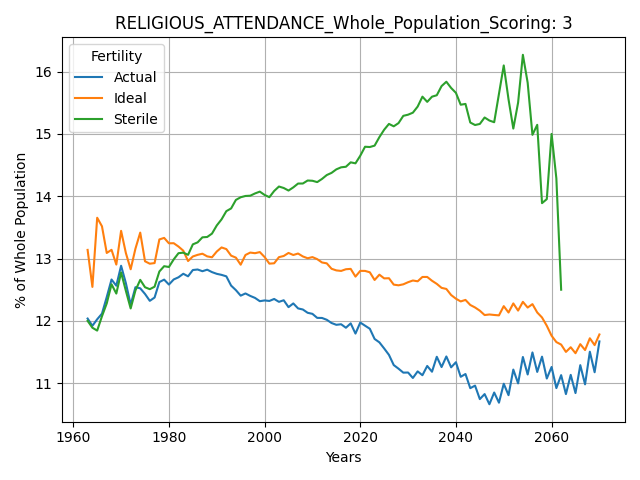 RELIGIOUS_ATTENDANCE_Whole_Population_Scoring: 3
Fertility
Actual
Ideal
Sterile
% of Whole Population
16
15
14
13
12
11
1960 1980 2000 2020 2040 2060
Years